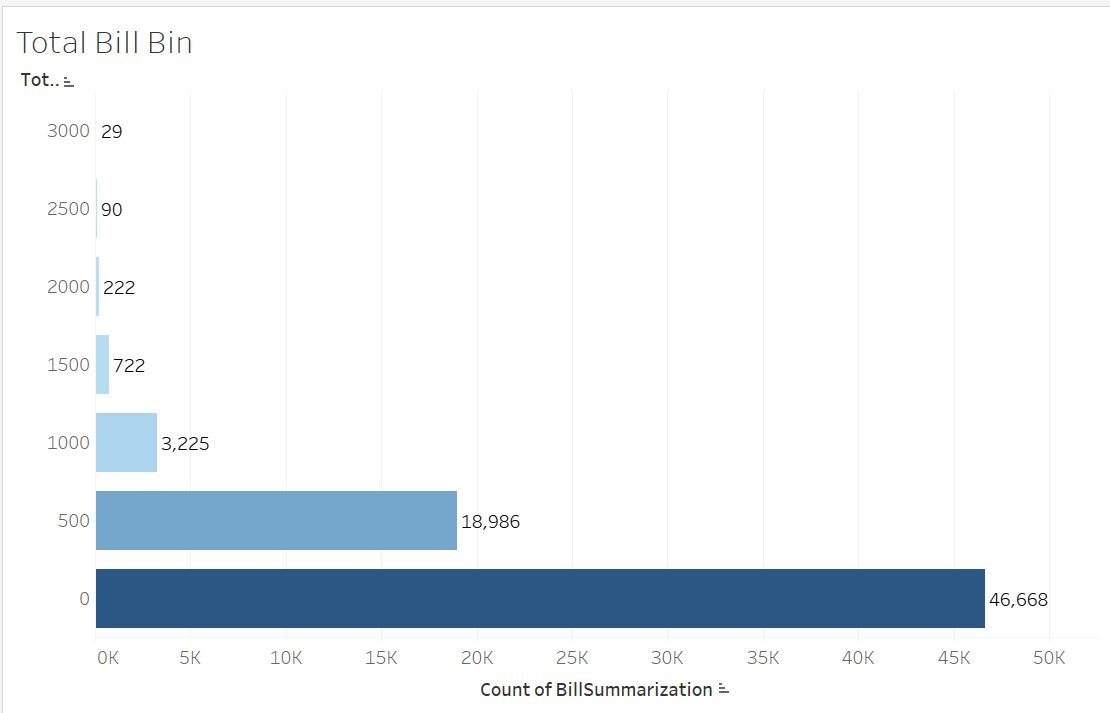 Total Bill Bin
Tot..
3000 29
2500 90
2000 222
1500 722
1000 3,225
500 18,986
0 46,668
0K 5K 10K 15K 20K 25K 30K 35K 40K 45K 50K
Count of BillSummarization